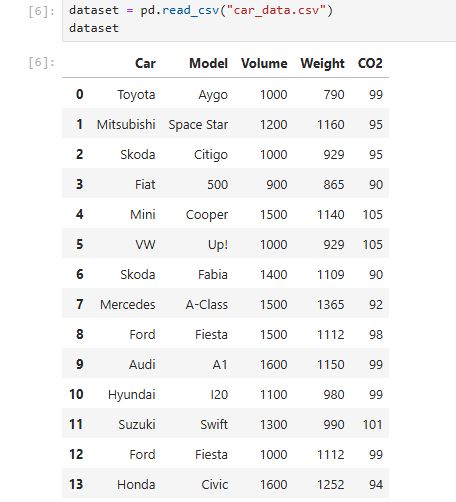 [6]: dataset = pd.read_csv("car_data.csv")
dataset
[6]:
Car Model Volume Weight CO2
0 Toyota Aygo 1000 790 99
1 Mitsubishi Space Star 1200 1160 95
2 Skoda Citigo 1000 929 95
3 Fiat 500 900 865 90
4 Mini Cooper 1500 1140 105
5 VW Up! 1000 929 105
6 Skoda Fabia 1400 1109 90
7 Mercedes A-Class 1500 1365 92
8 Ford Fiesta 1500 1112 98
9 Audi A1 1600 1150 99
10 Hyundai I20 1100 980 99
11 Suzuki Swift 1300 990 101
12 Ford Fiesta 1000 1112 99
13 Honda Civic 1600 1252 94